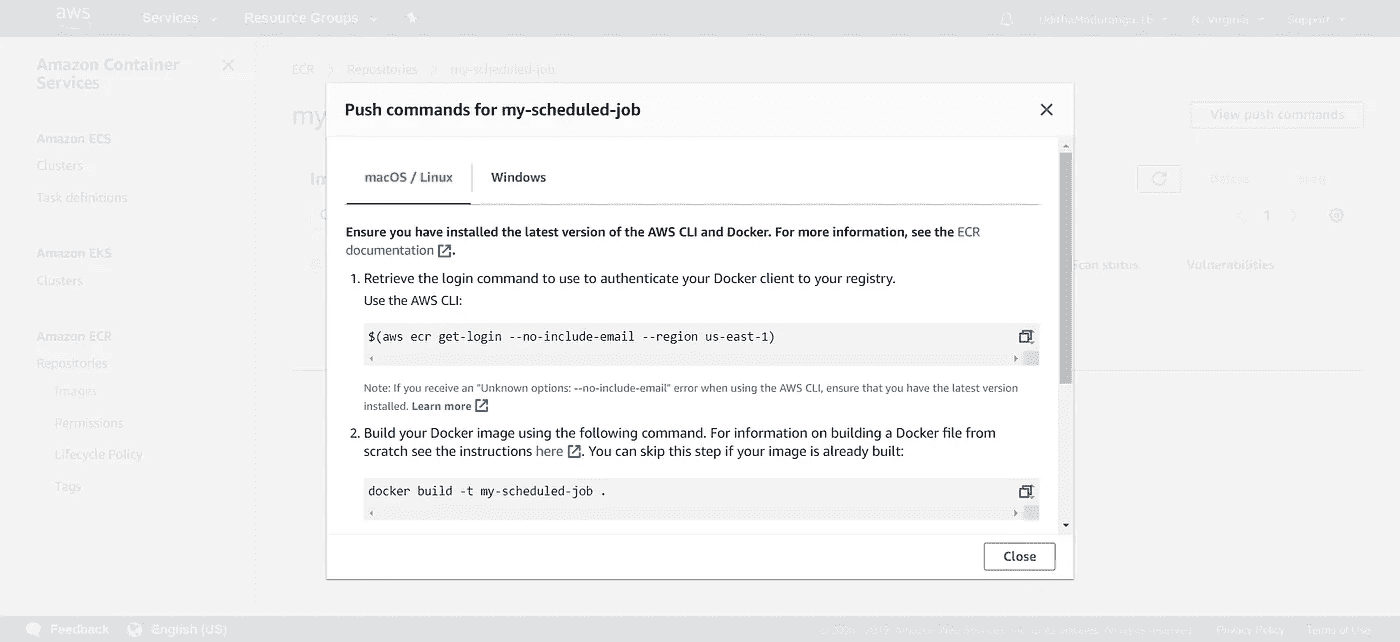 aws
Services
Resource Groups
N. Virginia
Support
Amazon Container
Services
ECR
Repositories
my-scheduled-job
my
View push commands
Push commands for my-scheduled-job
Amazon ECS
Clusters
Task definitions
Amazon EKS
Clusters
Amazon ECR
Repositories
Images
Permissions
Lifecycle Policy
Tags
1
Scan status
Vulnerabilities
macOS / Linux
Windows
Ensure you have installed the latest version of the AWS CLI and Docker. For more information, see the ECR
documentation.
1. Retrieve the login command to use to authenticate your Docker client to your registry.
Use the AWS CLI:
$(aws ecr get-login --no-include-email --region us-east-1)
Note: If you receive an "Unknown options: --no-include-email" error when using the AWS CLI, ensure that you have the latest version
installed. Learn more
2. Build your Docker image using the following command. For information on building a Docker file from
scratch see the instructions here. You can skip this step if your image is already built:
docker build -t my-scheduled-job .
Close
Feedback
English (US)
Privacy Policy
Terms of Use